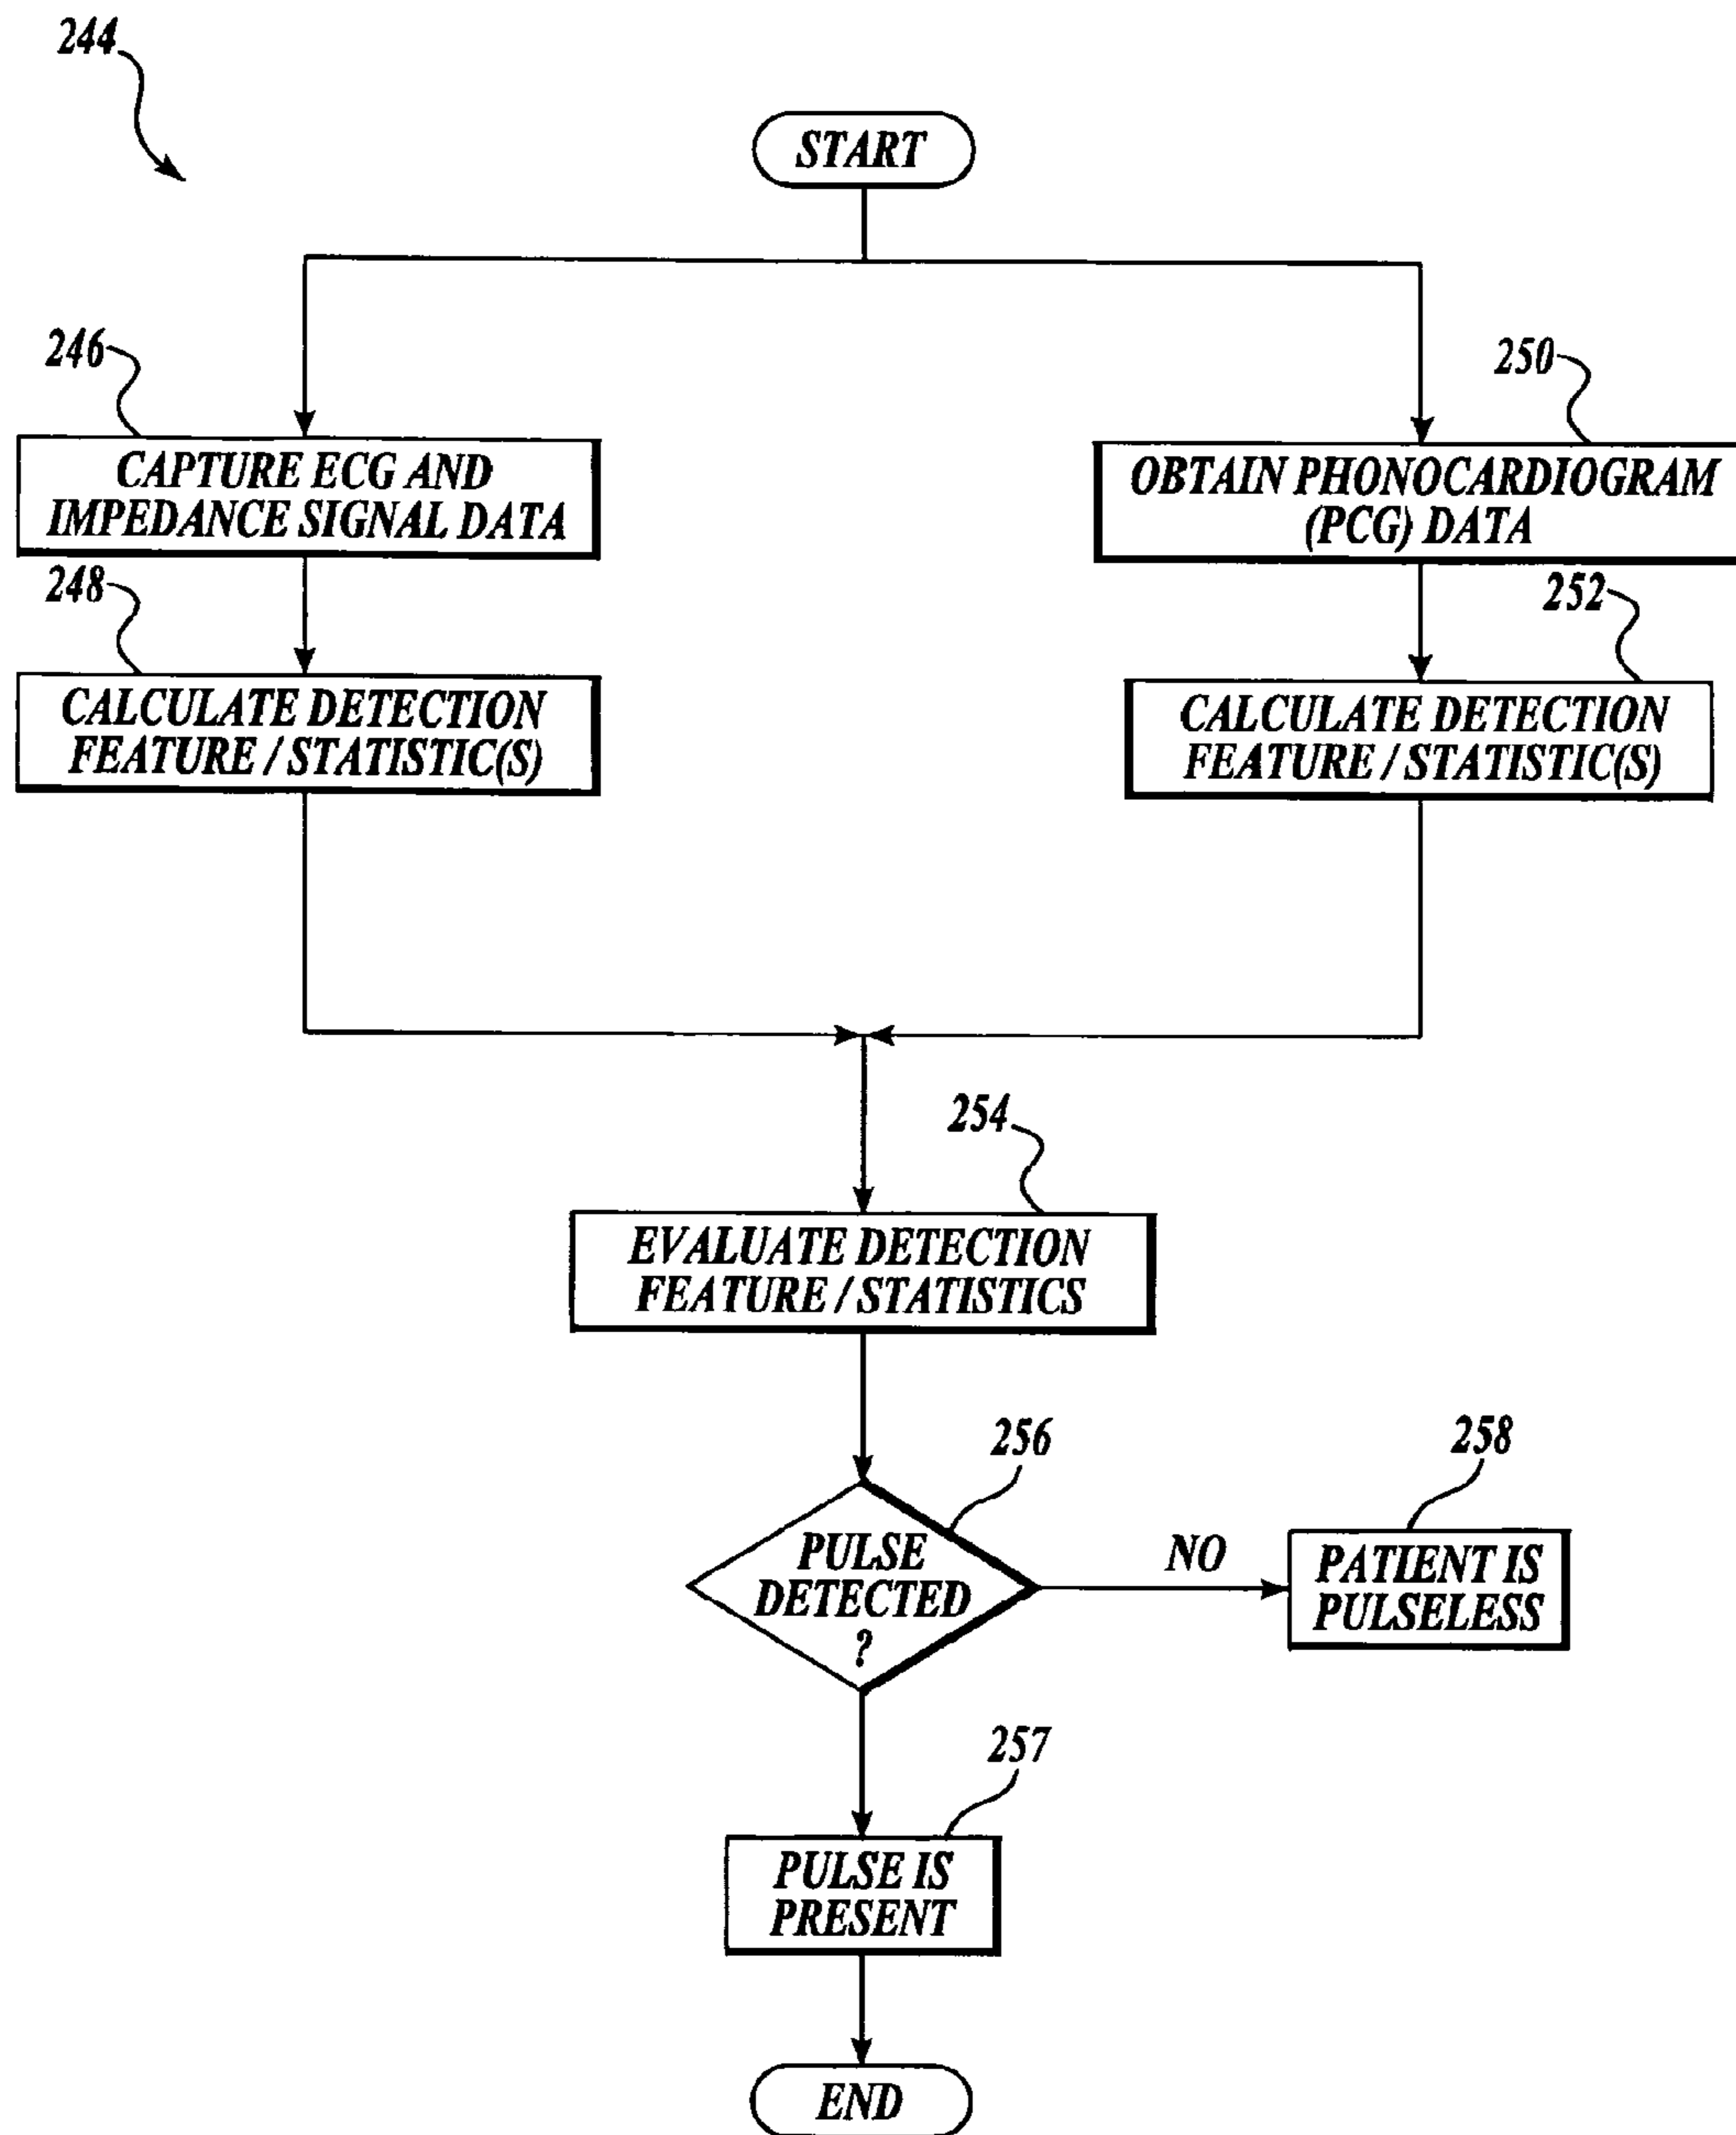 244
START
246
250
CAPTURE ECG AND
IMPEDANCE SIGNAL DATA
OBTAIN PHONOCARDIOGRAM
(PCG) DATA
248
252
CALCULATE DETECTION
FEATURE / STATISTIC(S)
CALCULATE DETECTION
FEATURE / STATISTIC(S)
254
EVALUATE DETECTION
FEATURE / STATISTICS
256
258
PULSE
DETECTED
?
NO
PATIENT IS
PULSELESS
257
PULSE IS
PRESENT
END